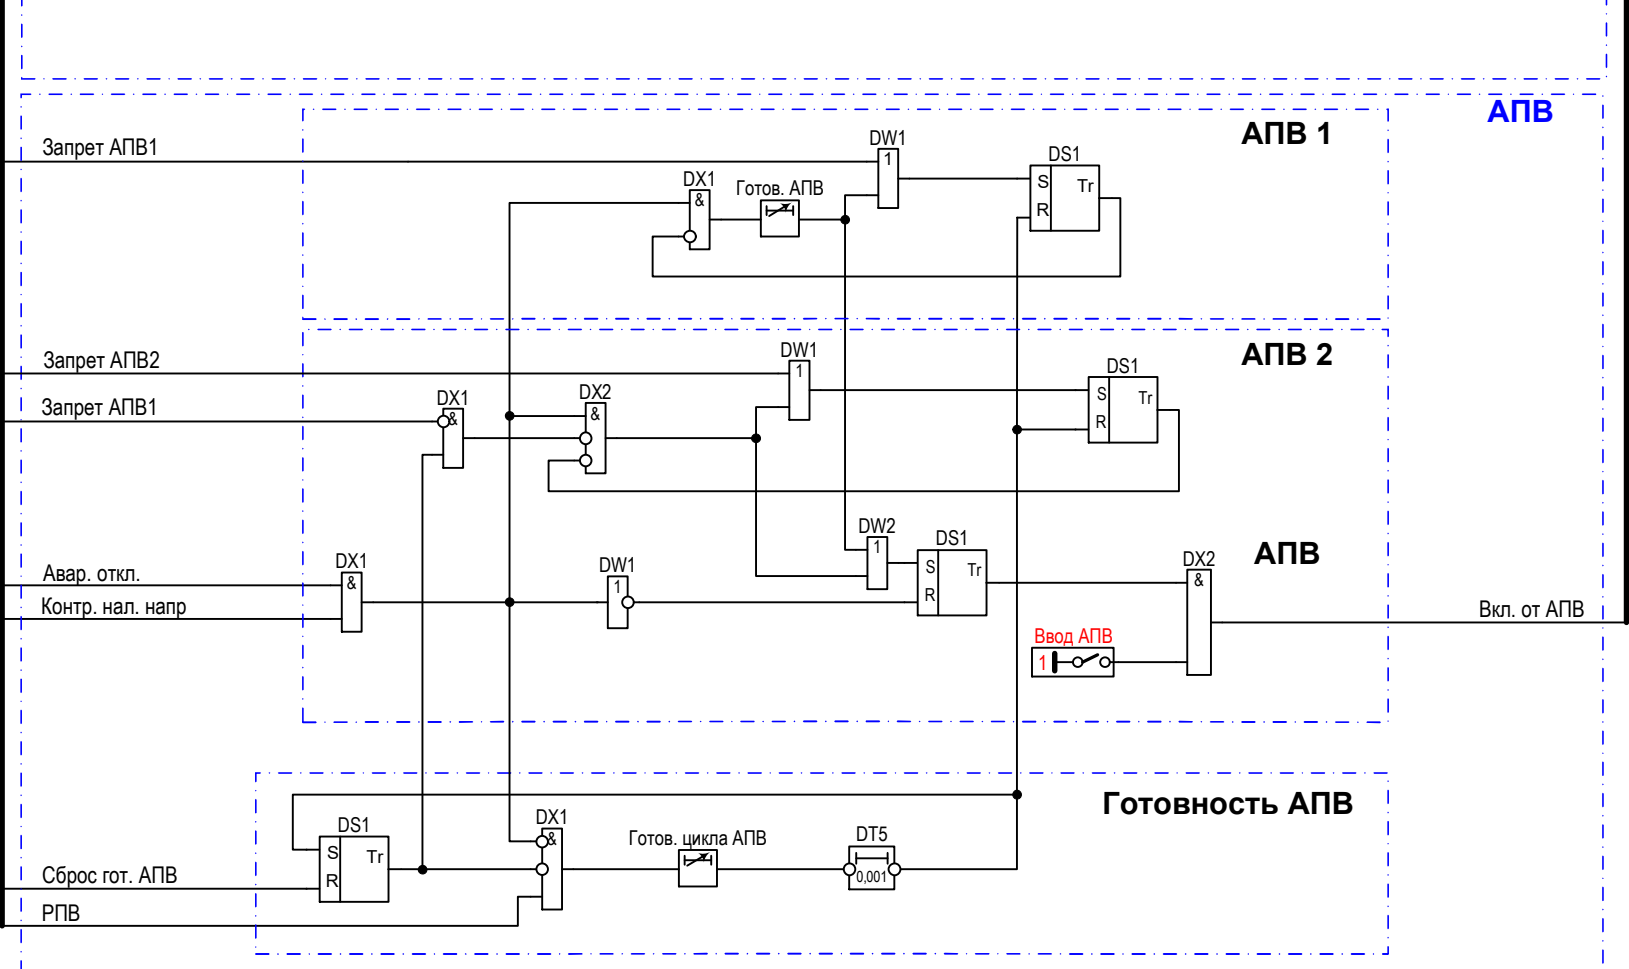 АПВ
АПВ 1
Запрет АПВ1
DW1
1
DS1
S
Tr
R
DX1
&
Готов. АПВ
АПВ 2
Запрет АПВ2
DW1
1
DS1
S
Tr
R
Запрет АПВ1
DX1
&
DX2
&
АПВ
DW2
1
DS1
S
Tr
R
DX2
&
Авар. откл.
Контр. нал. напр
DX1
&
DW1
1
Вкл. от АПВ
Ввод АПВ
1
Готовность АПВ
DS1
S
Tr
R
DX1
&
Готов. цикла АПВ
DT5
0,001
Сброс гот. АПВ
РПВ